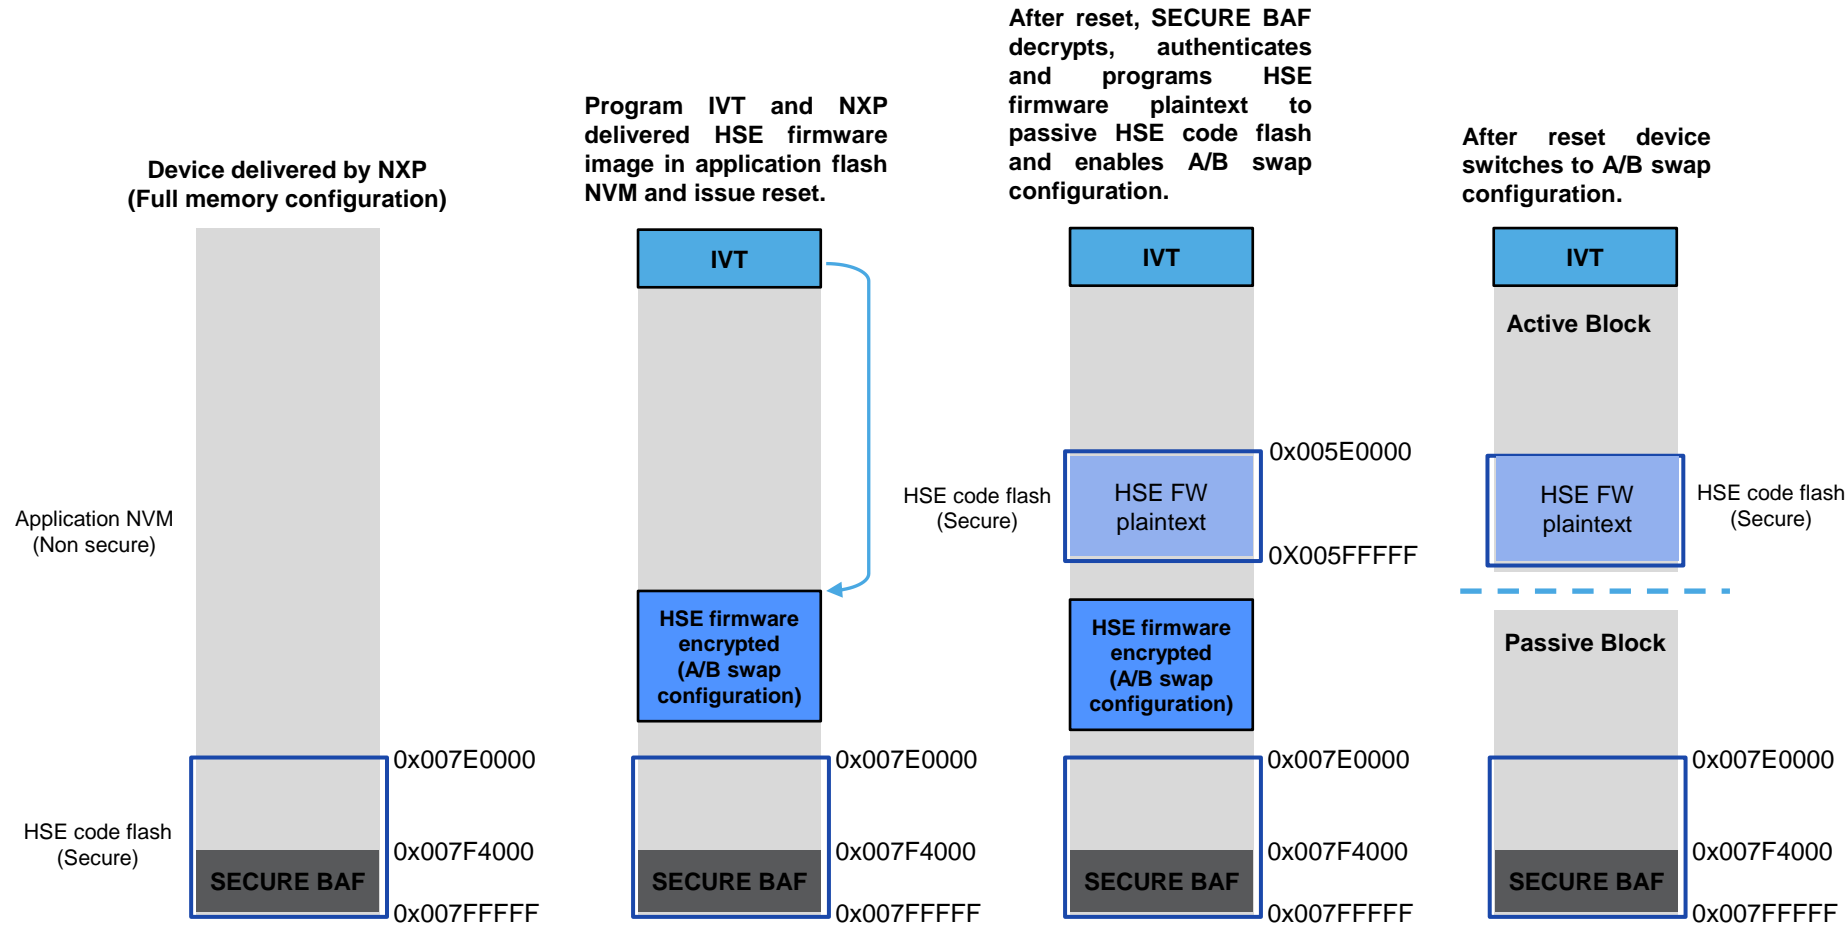 Device delivered by NXP
(Full memory configuration)
Application NVM
(Non secure)
HSE code flash
(Secure)
SECURE BAF
0x007E0000
0x007F4000
0x007FFFFF
Program IVT and NXP
delivered HSE firmware
image in application flash
NVM and issue reset.
IVT
HSE firmware
encrypted
(A/B swap
configuration)
SECURE BAF
0x007E0000
0x007F4000
0x007FFFFF
After reset, SECURE BAF
decrypts, authenticates
and programs HSE
firmware plaintext to
passive HSE code flash
and enables A/B swap
configuration.
IVT
HSE code flash
(Secure)
HSE FW
plaintext
0x005E0000
0X005FFFFF
HSE firmware
encrypted
(A/B swap
configuration)
SECURE BAF
0x007E0000
0x007F4000
0x007FFFFF
After reset device
switches to A/B swap
configuration.
IVT
Active Block
HSE FW
plaintext
HSE code flash
(Secure)
Passive Block
SECURE BAF
0x007E0000
0x007F4000
0x007FFFFF